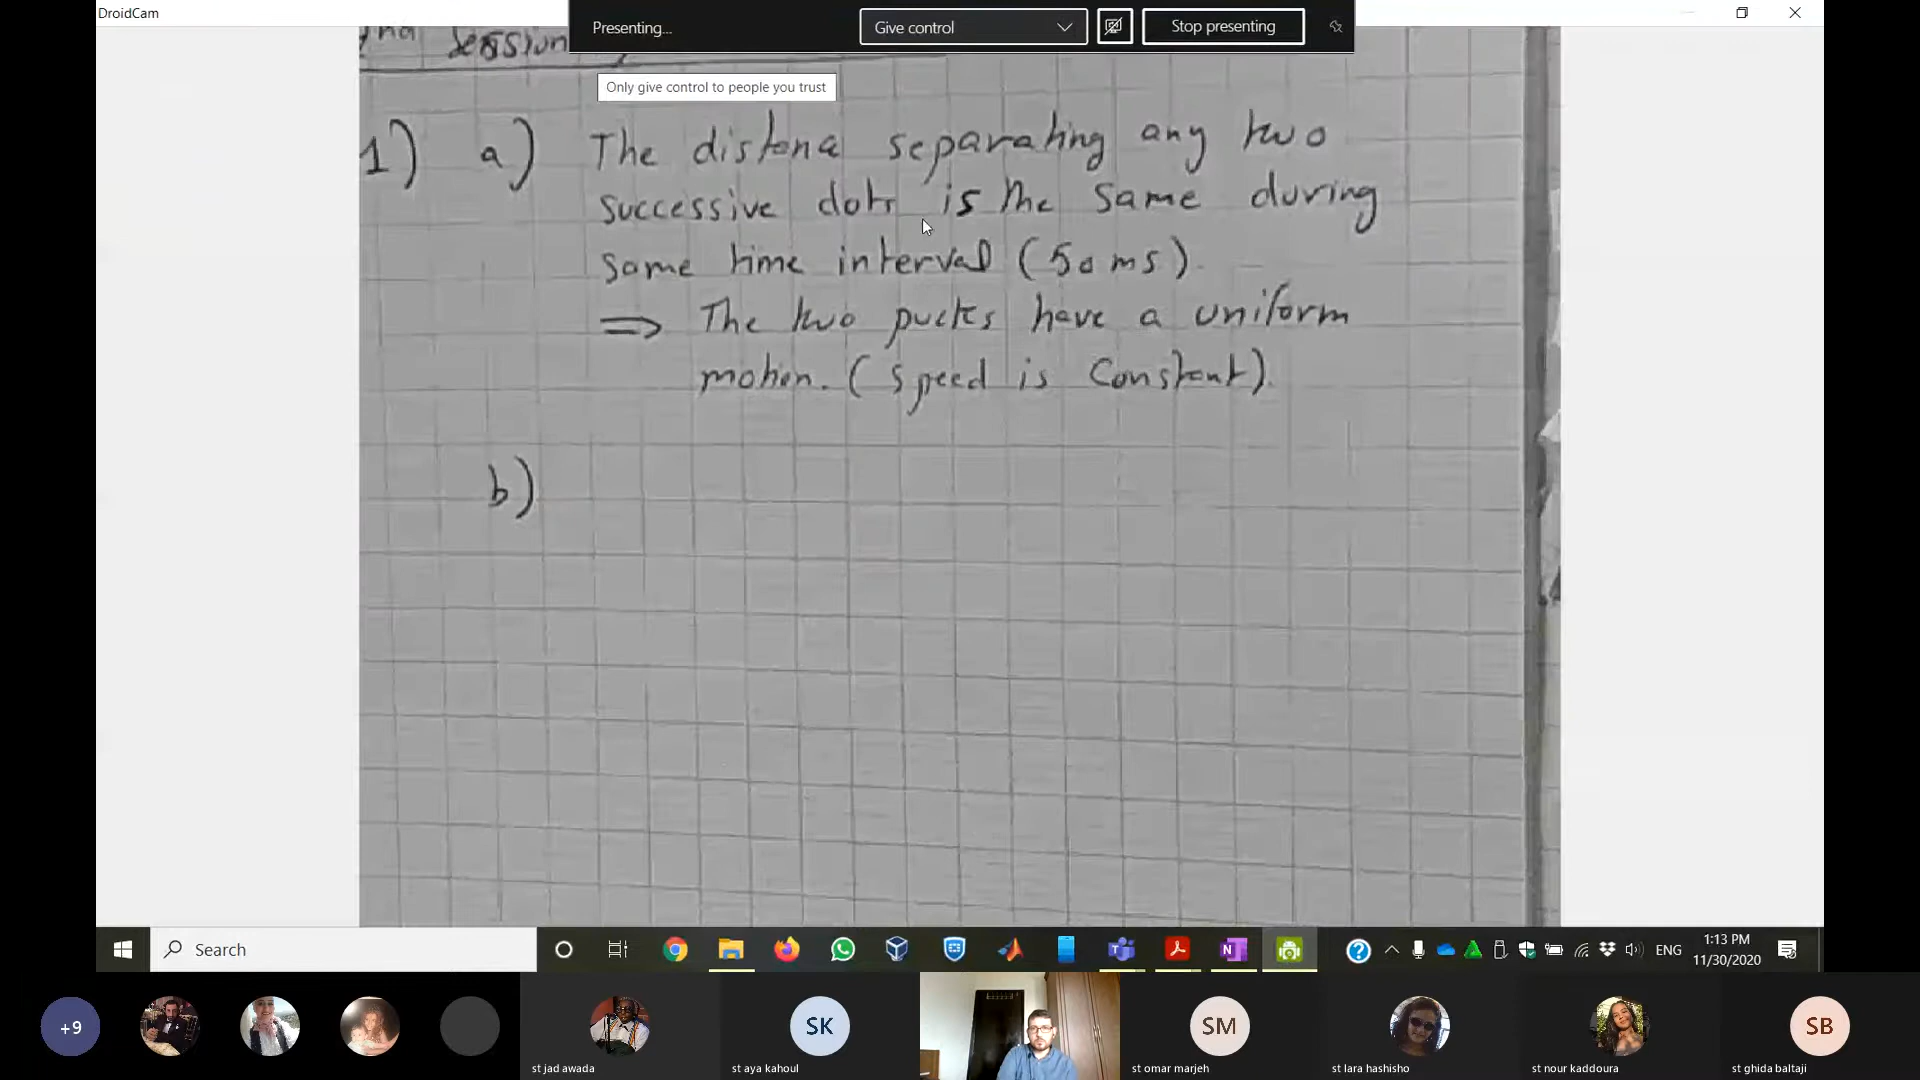 DroidCam
Presenting...
Give control
Stop presenting
Only give control to people you trust
session
1) a) The distance separating any two
successive dots is the same during
same time interval (50 ms).
⇒ The two pucks have a uniform
motion. (speed is constant).
b)
Search
ENG
1:13 PM
11/30/2020
+9
st jad awada
SK
st aya kahoul
SM
st omar marjeh
st lara hashisho
st nour kaddoura
SB
st ghida baltaji